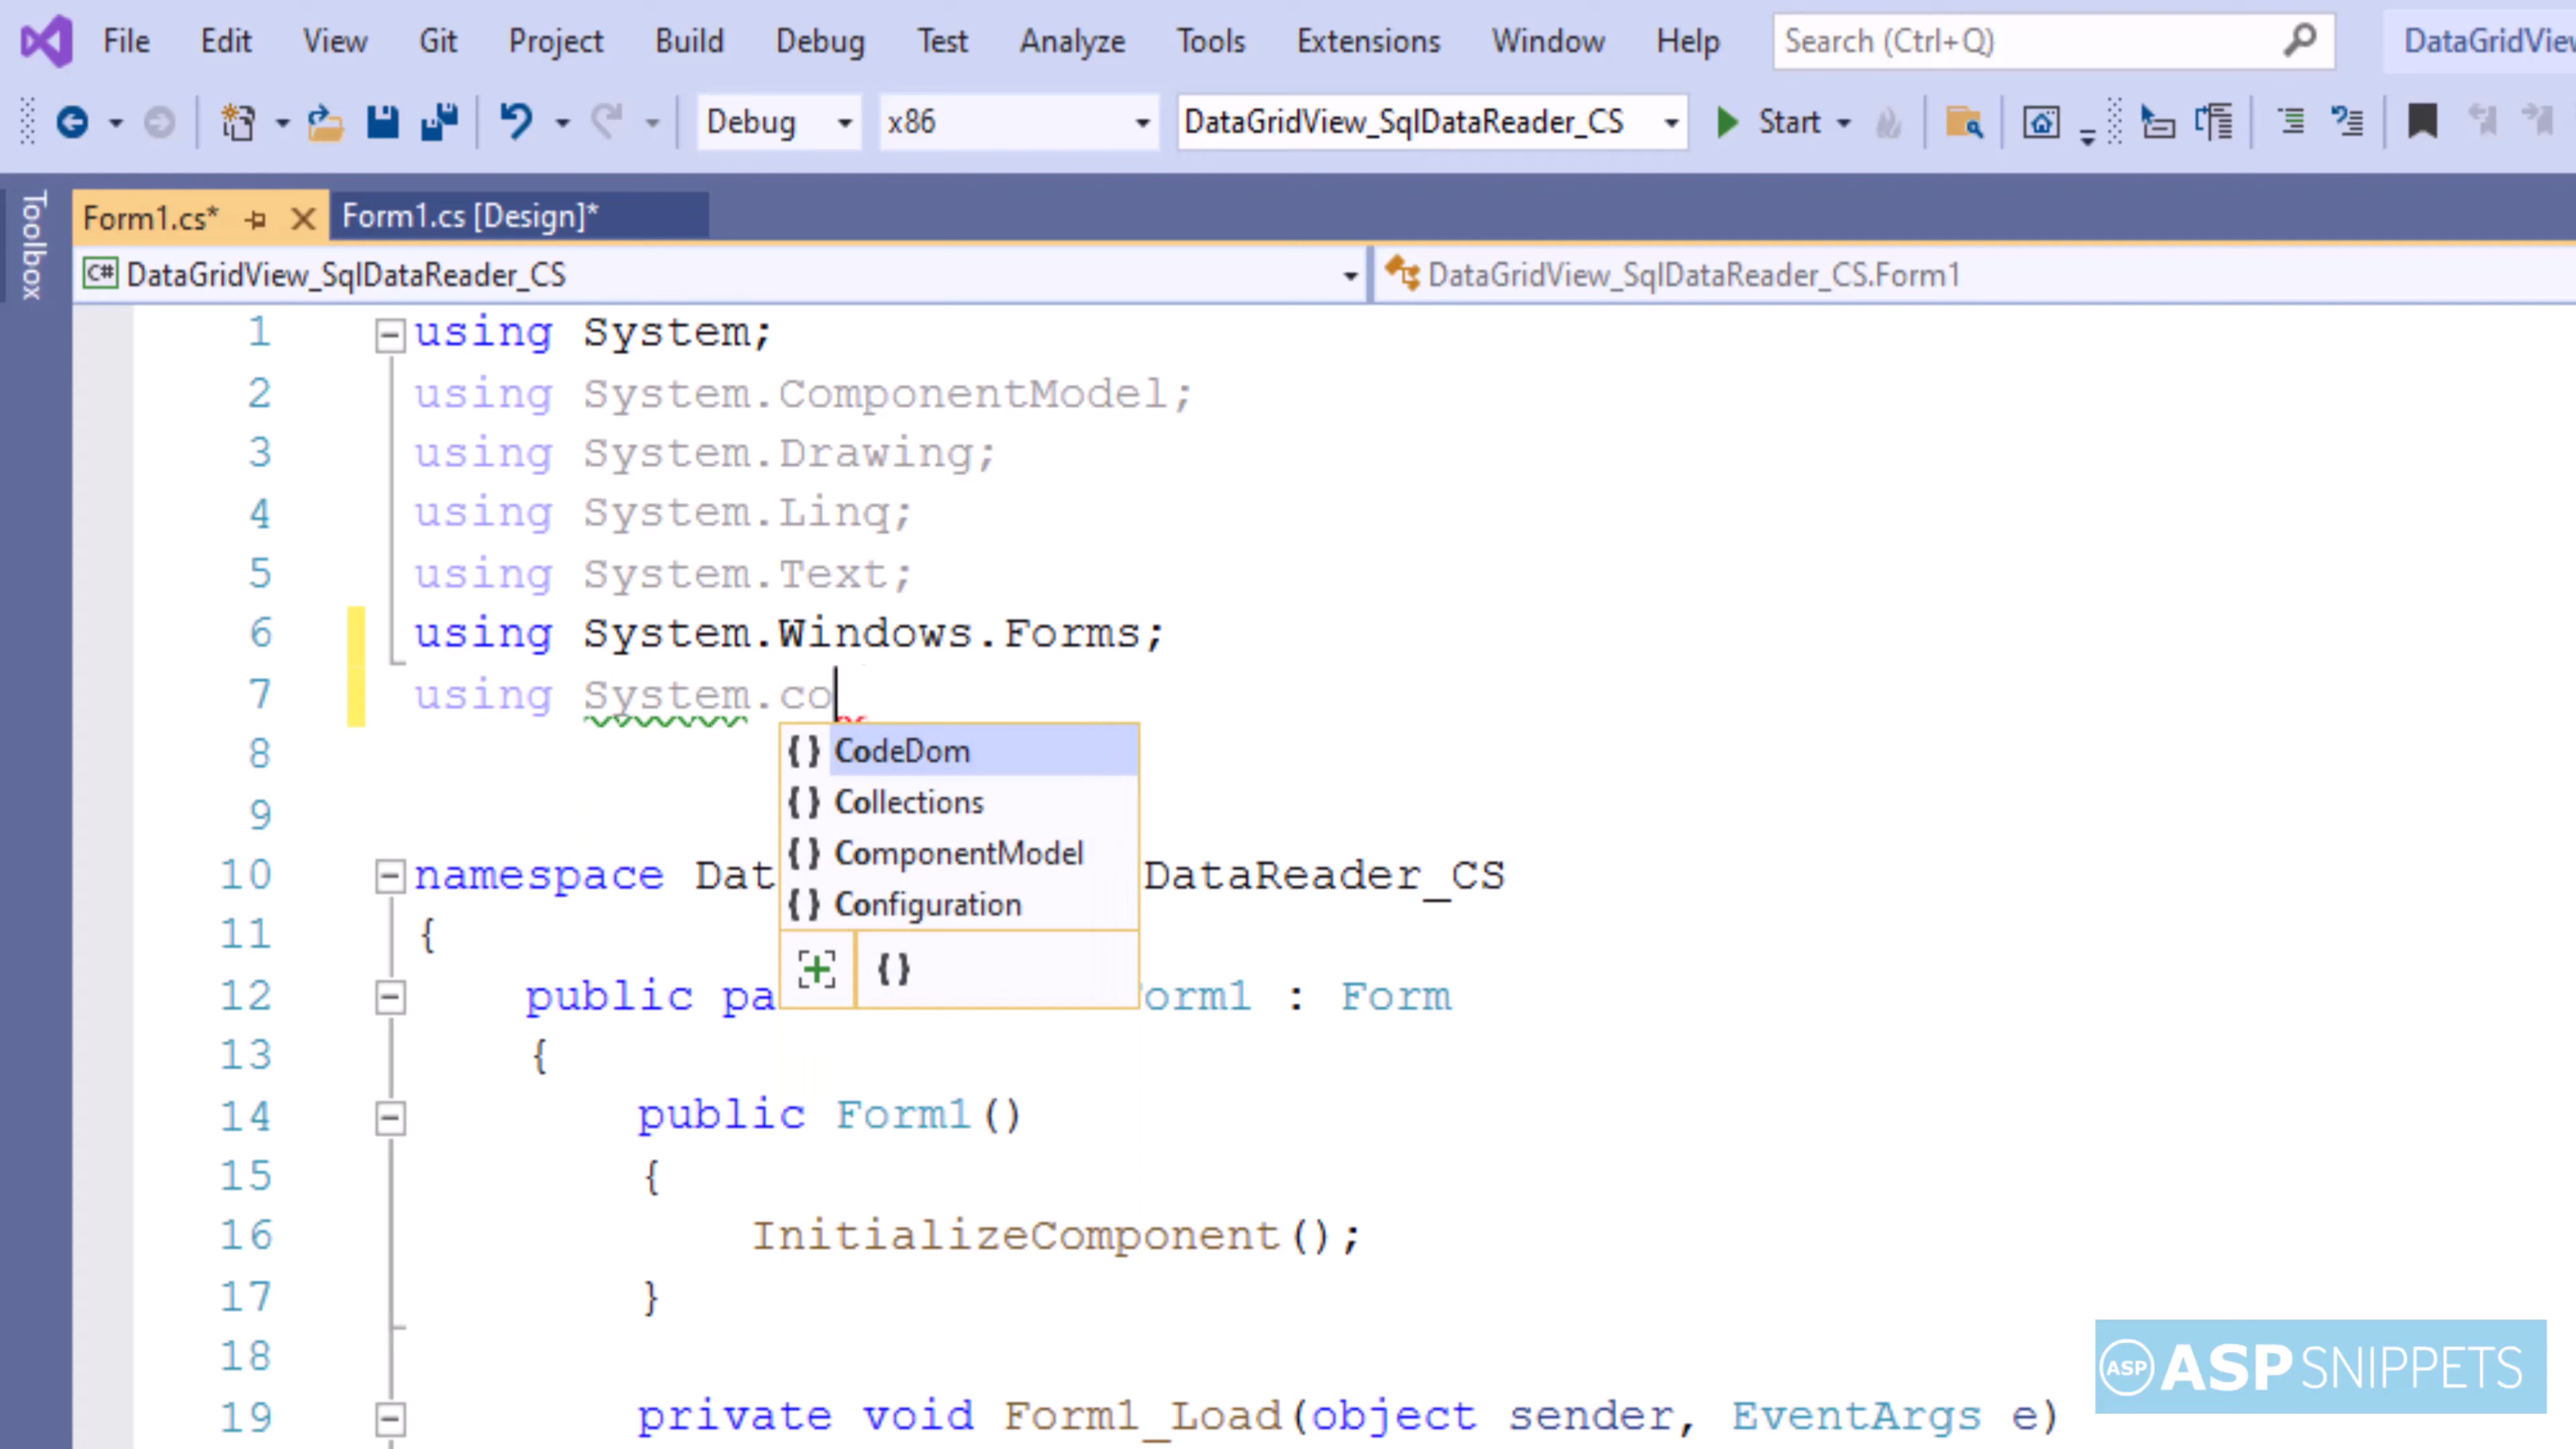 File Edit View Git Project Build Debug Test Analyze Tools Extensions Window Help Search (Ctrl+Q) DataGridView
Debug x86 DataGridView_SqlDataReader_CS Start
Toolbox
Form1.cs* Form1.cs [Design]*
C# DataGridView_SqlDataReader_CS DataGridView_SqlDataReader_CS.Form1
1 using System;
2 using System.ComponentModel;
3 using System.Drawing;
4 using System.Linq;
5 using System.Text;
6 using System.Windows.Forms;
7 using System.co
8 {} CodeDom
{} Collections
9
{} ComponentModel
10 namespace Dat DataReader_CS
{} Configuration
11 {
{}
12 public pa orm1 : Form
13 {
14 public Form1()
15 {
16 InitializeComponent();
17 }
18
19 private void Form1_Load(object sender, EventArgs e)
ASP ASPSNIPPETS